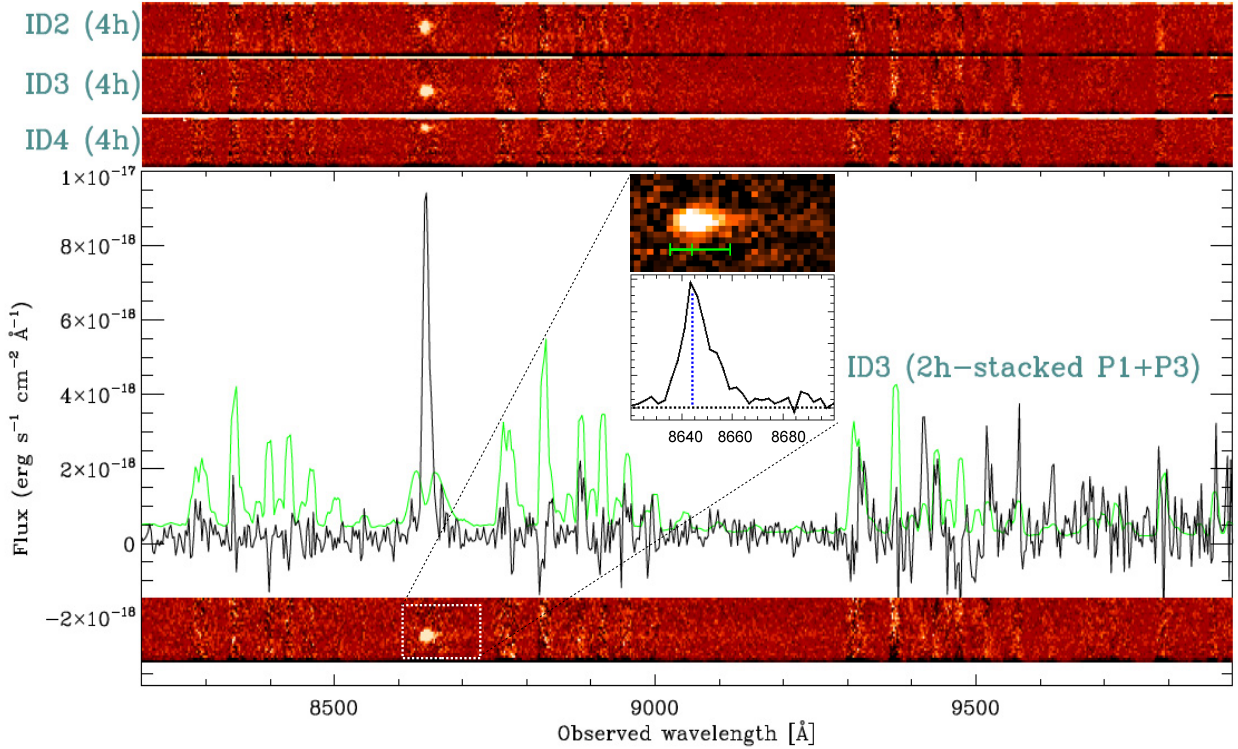 ID2 (4h)
ID3 (4h)
ID4 (4h)
1×10⁻¹⁷
8×10⁻¹⁸
6×10⁻¹⁸
4×10⁻¹⁸
2×10⁻¹⁸
0
−2×10⁻¹⁸
Flux (erg s⁻¹ cm⁻² Å⁻¹)
8640 8660 8680
ID3 (2h−stacked P1+P3)
8500 9000 9500
Observed wavelength [Å]